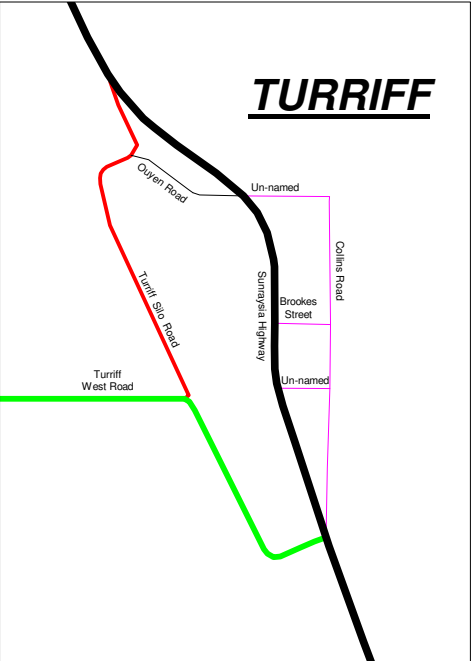 TURRIFF
Ouyen Road
Un-named
Collins Road
Turriff Silo Road
Sunraysia Highway
Brookes
Street
Turriff
West Road
Un-named